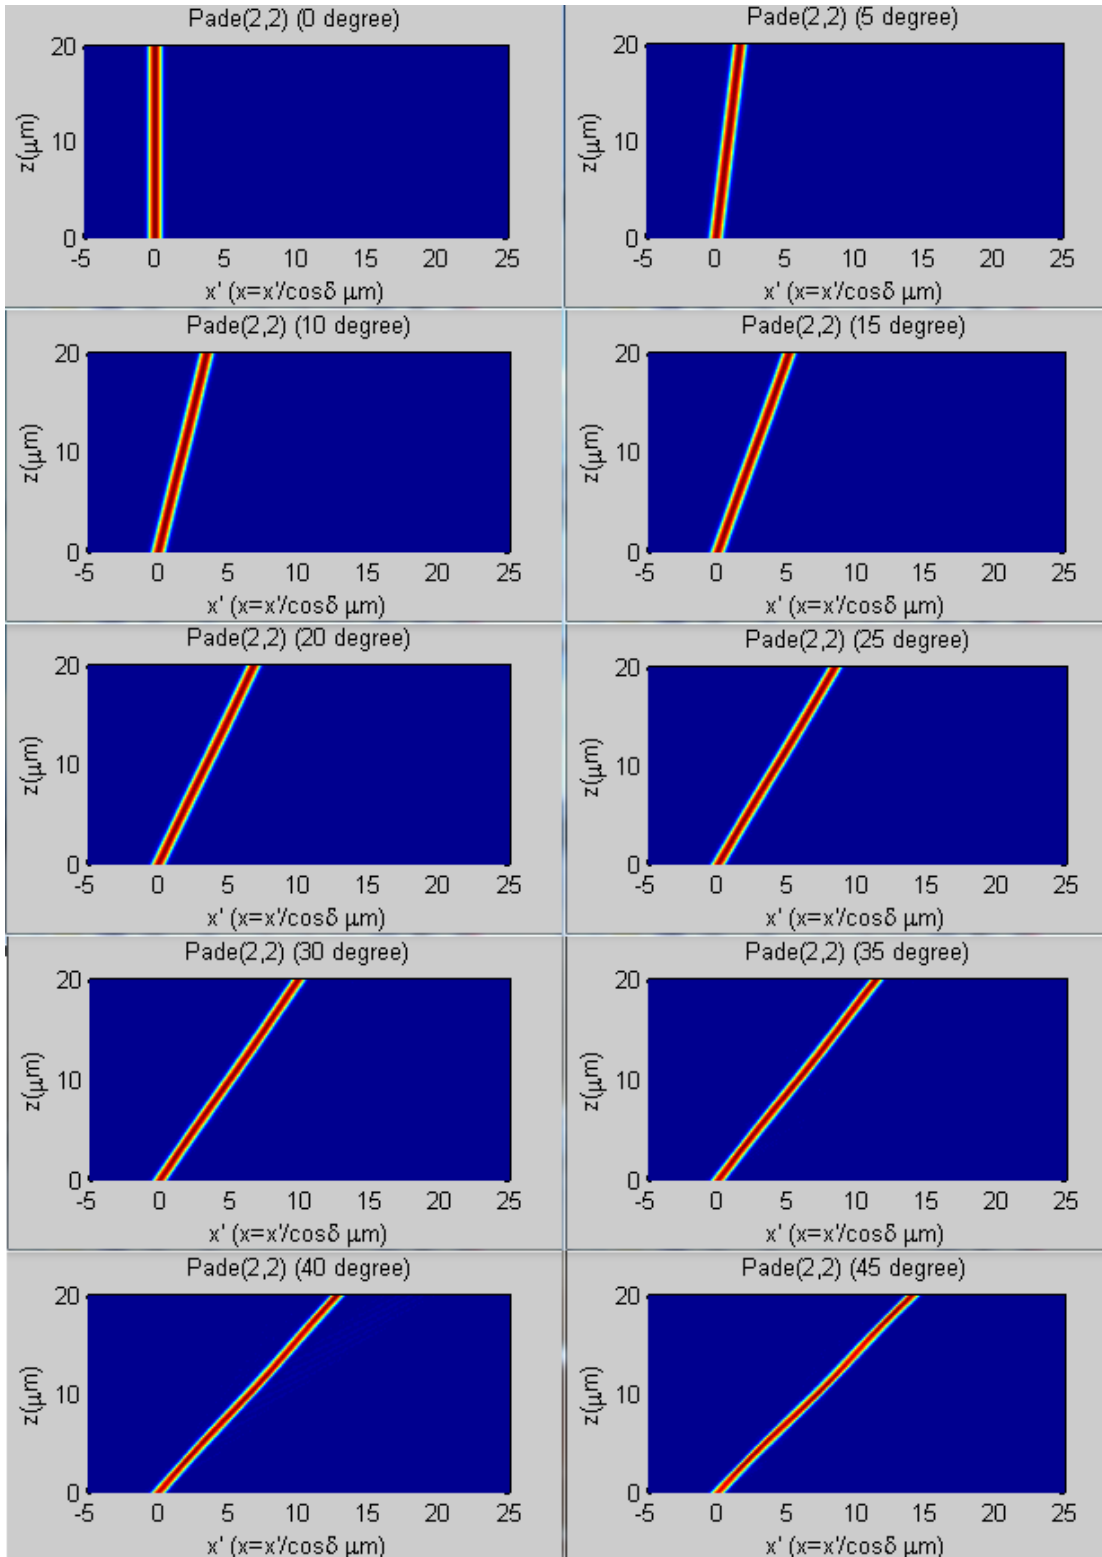 Pade(2,2) (0 degree)
20
10
0
z(μm)
-5 0 5 10 15 20 25
x' (x=x'/cosδ μm)
Pade(2,2) (5 degree)
20
10
0
z(μm)
-5 0 5 10 15 20 25
x' (x=x'/cosδ μm)
Pade(2,2) (10 degree)
20
10
0
z(μm)
-5 0 5 10 15 20 25
x' (x=x'/cosδ μm)
Pade(2,2) (15 degree)
20
10
0
z(μm)
-5 0 5 10 15 20 25
x' (x=x'/cosδ μm)
Pade(2,2) (20 degree)
20
10
0
z(μm)
-5 0 5 10 15 20 25
x' (x=x'/cosδ μm)
Pade(2,2) (25 degree)
20
10
0
z(μm)
-5 0 5 10 15 20 25
x' (x=x'/cosδ μm)
Pade(2,2) (30 degree)
20
10
0
z(μm)
-5 0 5 10 15 20 25
x' (x=x'/cosδ μm)
Pade(2,2) (35 degree)
20
10
0
z(μm)
-5 0 5 10 15 20 25
x' (x=x'/cosδ μm)
Pade(2,2) (40 degree)
20
10
0
z(μm)
-5 0 5 10 15 20 25
x' (x=x'/cosδ μm)
Pade(2,2) (45 degree)
20
10
0
z(μm)
-5 0 5 10 15 20 25
x' (x=x'/cosδ μm)